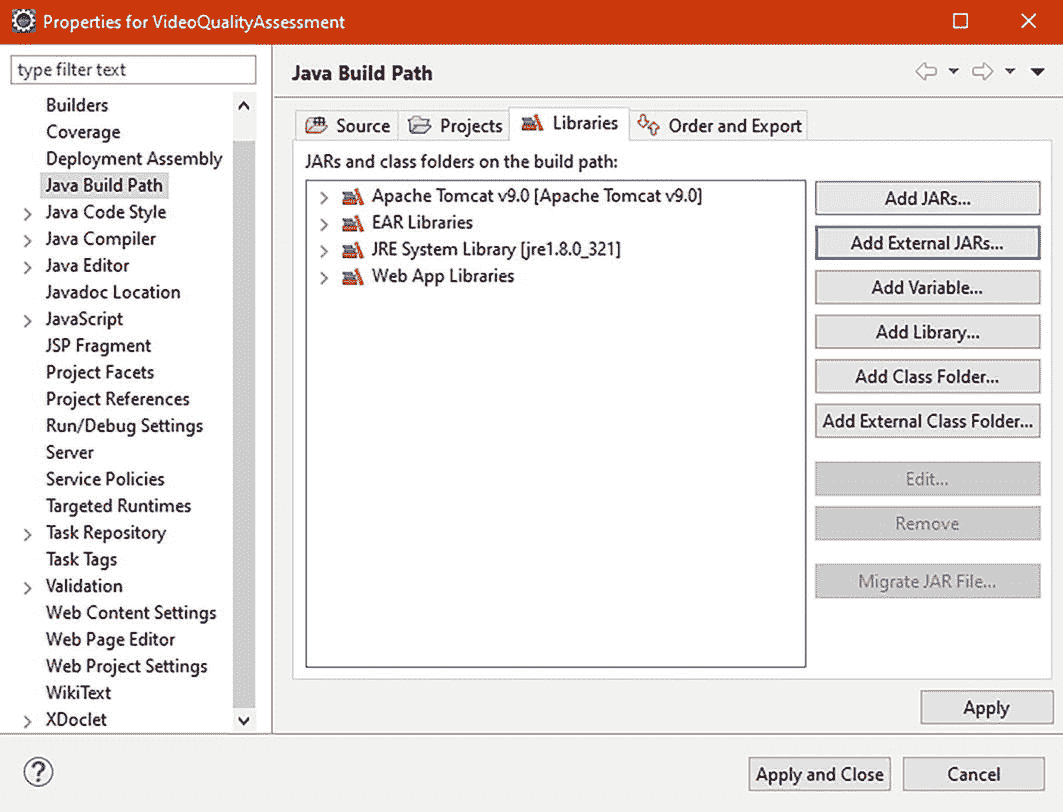 Properties for VideoQualityAssessment
type filter text
Builders
Coverage
Deployment Assembly
Java Build Path
Java Code Style
Java Compiler
Java Editor
Javadoc Location
JavaScript
JSP Fragment
Project Facets
Project References
Run/Debug Settings
Server
Service Policies
Targeted Runtimes
Task Repository
Task Tags
Validation
Web Content Settings
Web Page Editor
Web Project Settings
WikiText
XDoclet
Java Build Path
Source
Projects
Libraries
Order and Export
JARs and class folders on the build path:
Apache Tomcat v9.0 [Apache Tomcat v9.0]
EAR Libraries
JRE System Library [jre1.8.0_321]
Web App Libraries
Add JARs...
Add External JARs...
Add Variable...
Add Library...
Add Class Folder...
Add External Class Folder...
Edit...
Remove
Migrate JAR File...
Apply
?
Apply and Close
Cancel